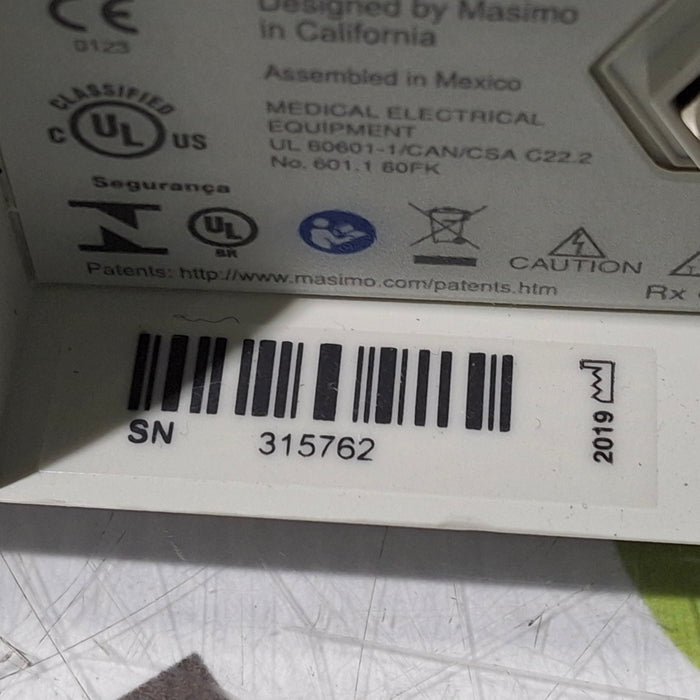 CE
0123
Designed by Masimo
in California
Assembled in Mexico
CLASSIFIED
C UL US
MEDICAL ELECTRICAL
EQUIPMENT
UL 60601-1/CAN/CSA C22.2
No. 601.1 60FK
Segurança
UL
BR
CAUTION
Rx
Patents: http://www.masimo.com/patents.htm
SN
315762
2019